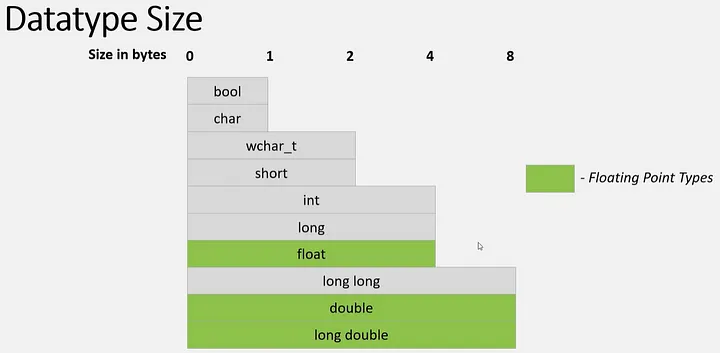 Datatype Size
Size in bytes 0 1 2 4 8
bool
char
wchar_t
short
int
long
float
long long
double
long double
- Floating Point Types